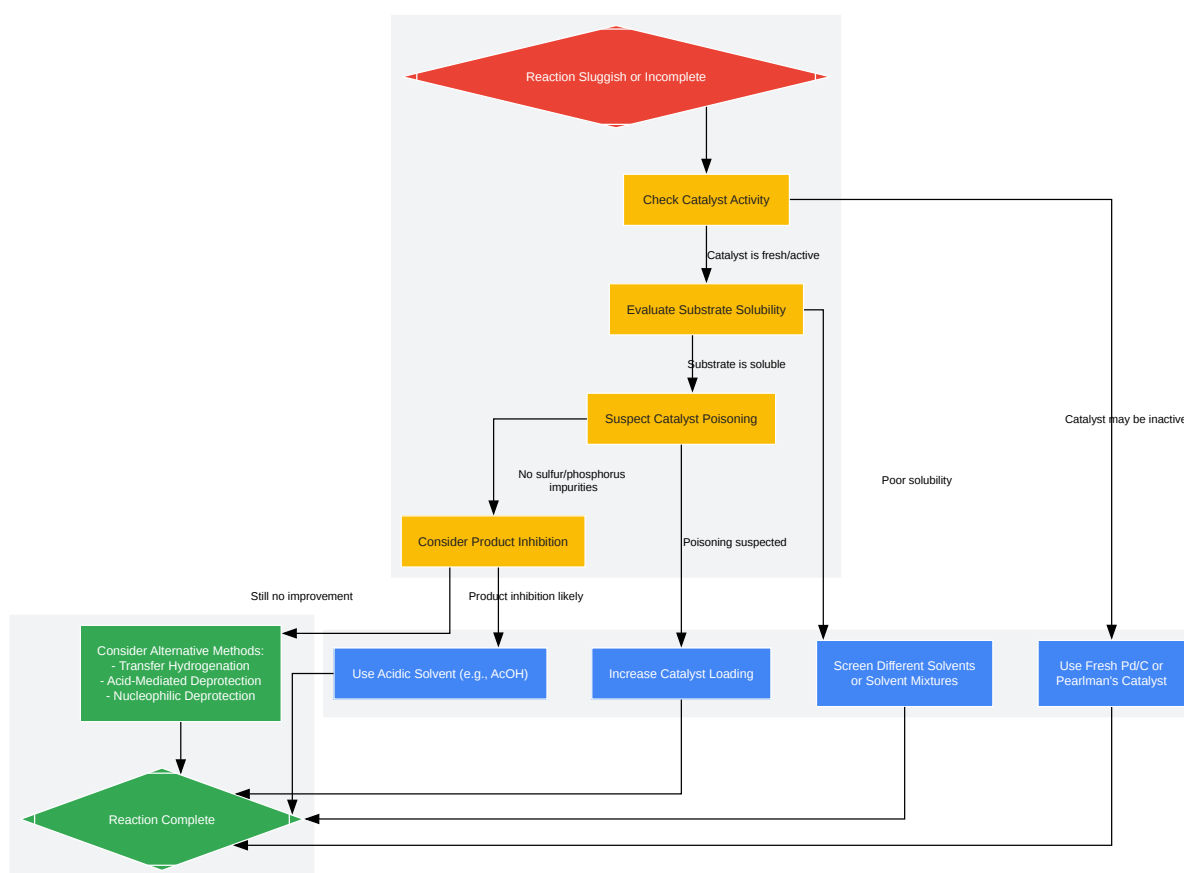 Reaction Sluggish or Incomplete
Check Catalyst Activity
Catalyst is fresh/active
Evaluate Substrate Solubility
Substrate is soluble
Suspect Catalyst Poisoning
Catalyst may be inactive
No sulfur/phosphorus
impurities
Poor solubility
Consider Product Inhibition
Poisoning suspected
Still no improvement
Product inhibition likely
Consider Alternative Methods:
- Transfer Hydrogenation
- Acid-Mediated Deprotection
- Nucleophilic Deprotection
Use Acidic Solvent (e.g., AcOH)
Increase Catalyst Loading
Screen Different Solvents
or Solvent Mixtures
Use Fresh Pd/C or
Pearlman's Catalyst
Reaction Complete